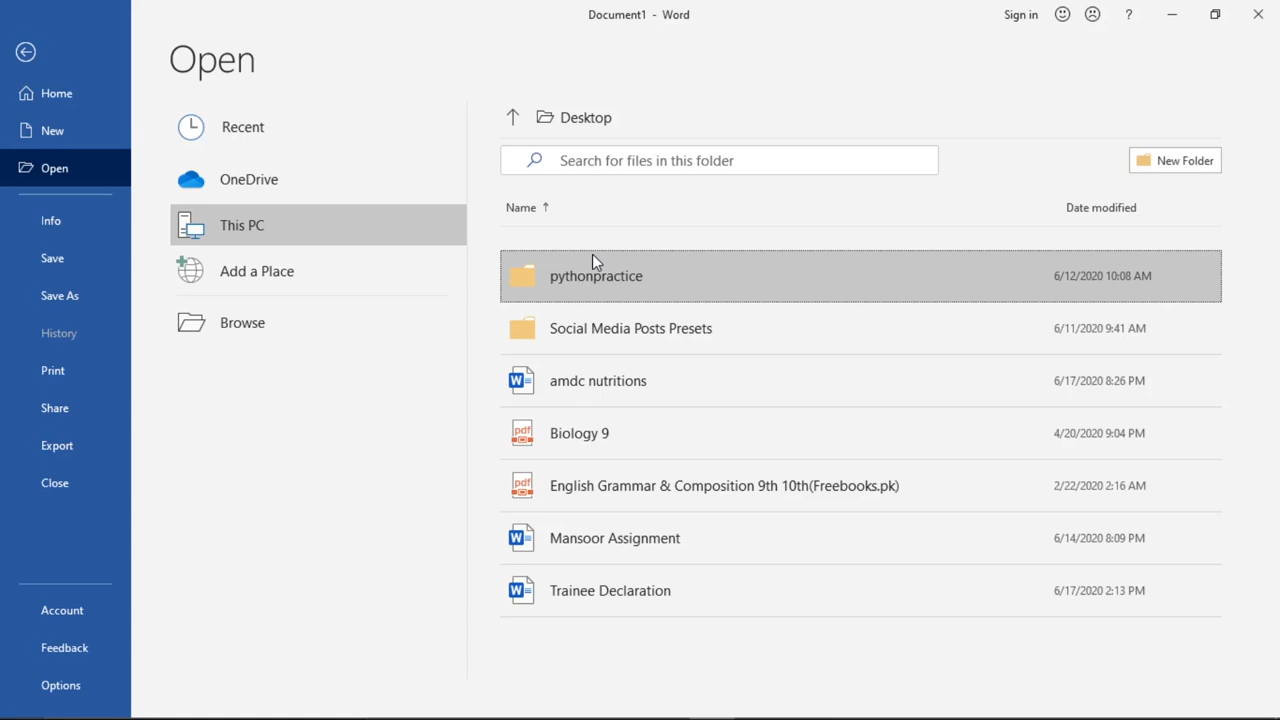 Document1 - Word
Sign in
?
Open
Home
New
Open
Info
Save
Save As
History
Print
Share
Export
Close
Account
Feedback
Options
Recent
OneDrive
This PC
Add a Place
Browse
Desktop
Search for files in this folder
New Folder
Name Date modified
pythonpractice 6/12/2020 10:08 AM
Social Media Posts Presets 6/11/2020 9:41 AM
W amdc nutritions 6/17/2020 8:26 PM
pdf Biology 9 4/20/2020 9:04 PM
pdf English Grammar & Composition 9th 10th(Freebooks.pk) 2/22/2020 2:16 AM
W Mansoor Assignment 6/14/2020 8:09 PM
W Trainee Declaration 6/17/2020 2:13 PM